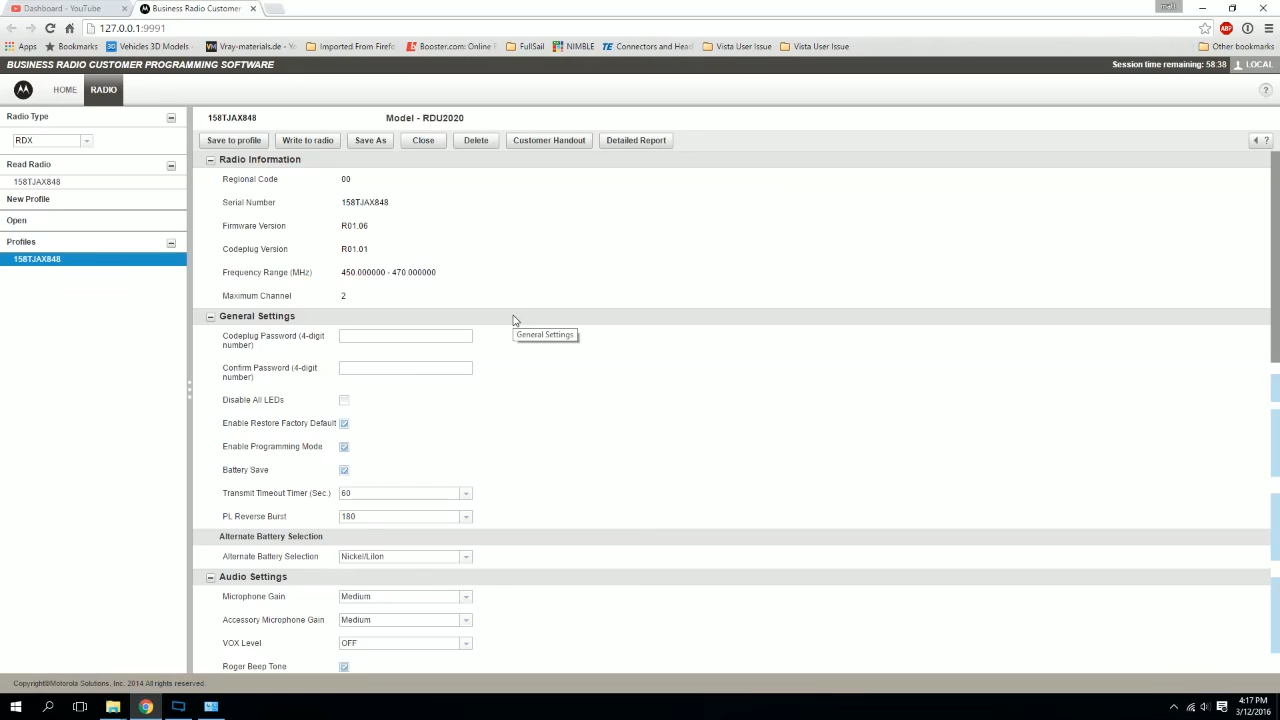 Dashboard - YouTube
Business Radio Customer
matt
127.0.0.1:9991
Apps
Bookmarks
Vehicles 3D Models -
Vray-materials.de - Yo
Imported From Firefo
Booster.com: Online F
FullSail
NIMBLE
TE Connectors and Head
Vista User Issue
Vista User Issue
Other bookmarks
BUSINESS RADIO CUSTOMER PROGRAMMING SOFTWARE
Session time remaining: 58:38
LOCAL
HOME
RADIO
Radio Type
RDX
Read Radio
158TJAX848
New Profile
Open
Profiles
158TJAX848
158TJAX848
Model - RDU2020
Save to profile
Write to radio
Save As
Close
Delete
Customer Handout
Detailed Report
Radio Information
Regional Code 00
Serial Number 158TJAX848
Firmware Version R01.06
Codeplug Version R01.01
Frequency Range (MHz) 450.000000 - 470.000000
Maximum Channel 2
General Settings
General Settings
Codeplug Password (4-digit
number)
Confirm Password (4-digit
number)
Disable All LEDs
Enable Restore Factory Default
Enable Programming Mode
Battery Save
Transmit Timeout Timer (Sec.) 60
PL Reverse Burst 180
Alternate Battery Selection
Alternate Battery Selection Nickel/LiIon
Audio Settings
Microphone Gain Medium
Accessory Microphone Gain Medium
VOX Level OFF
Roger Beep Tone
Copyright©Motorola Solutions, Inc. 2014 All rights reserved.
4:17 PM
3/12/2016